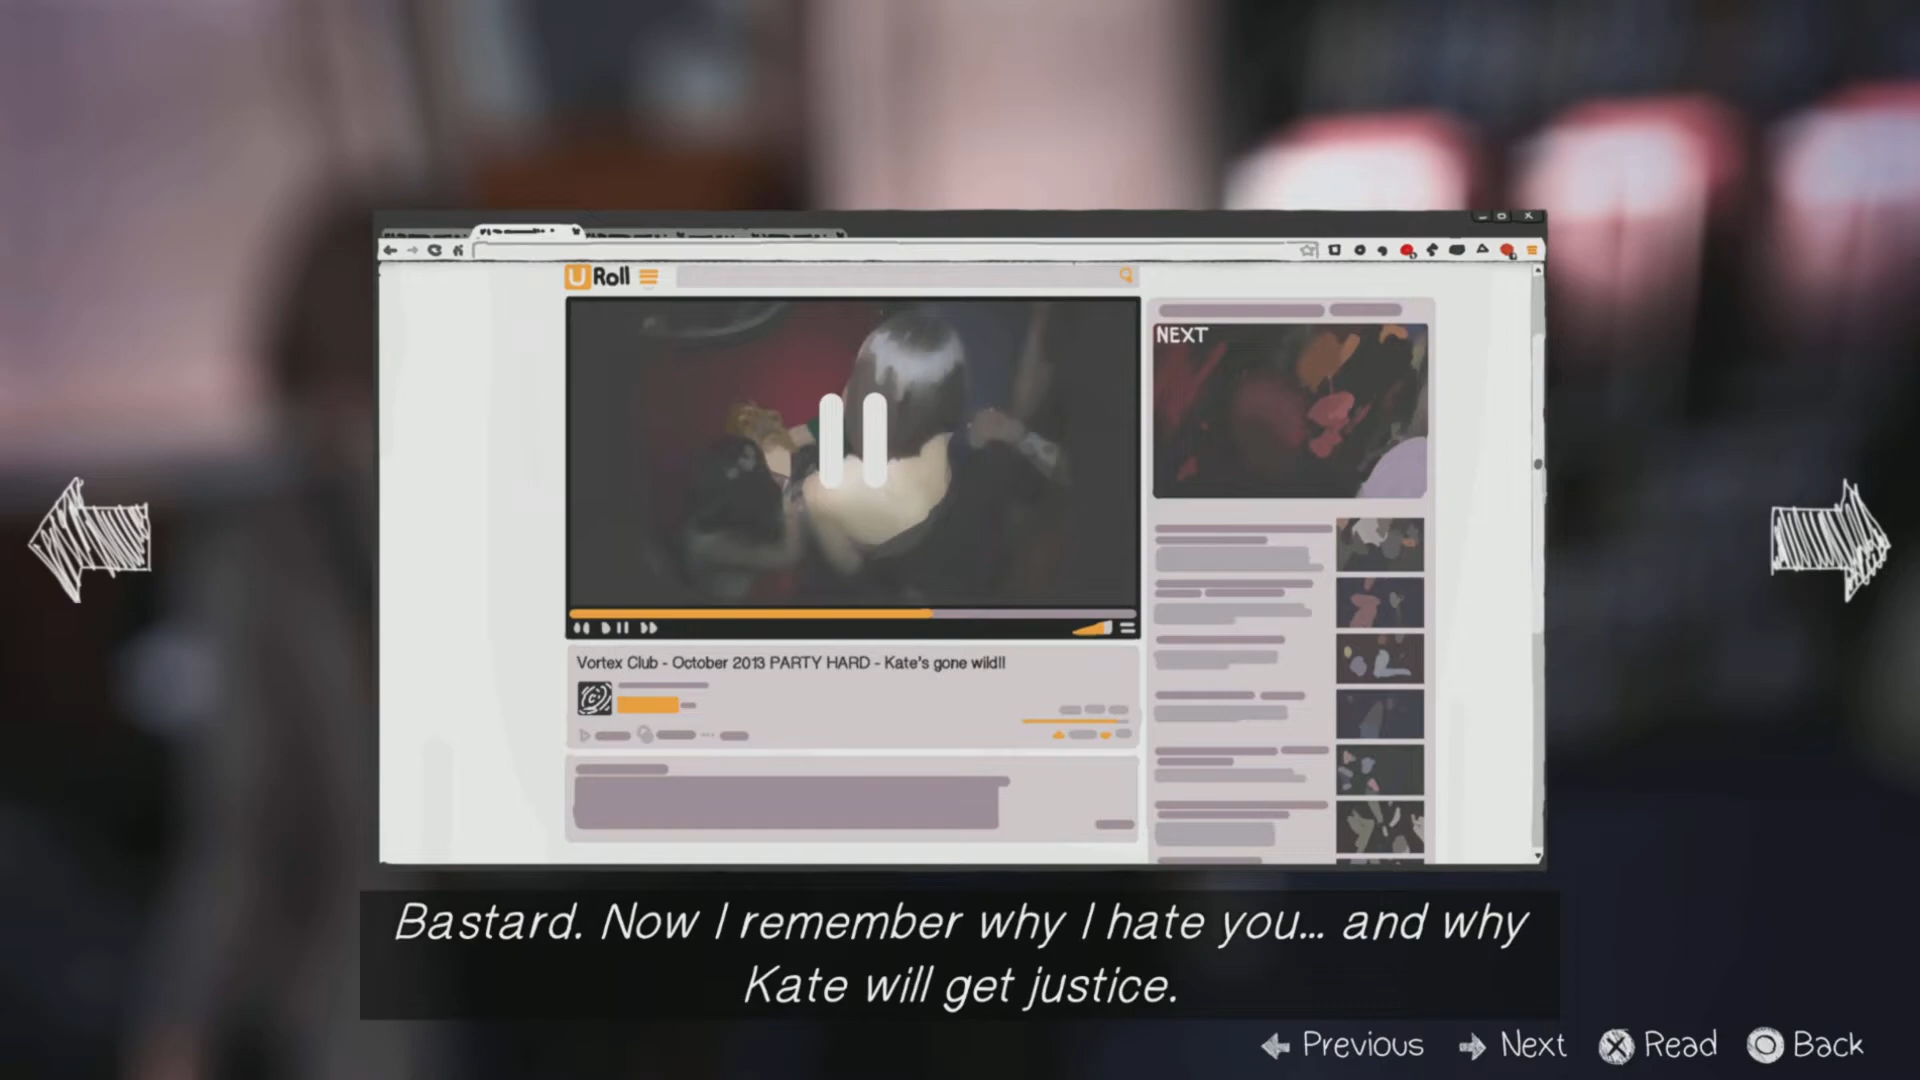 U Roll
NEXT
Vortex Club - October 2013 PARTY HARD - Kate's gone wild!!
Bastard. Now I remember why I hate you... and why
Kate will get justice.
Previous Next Read Back